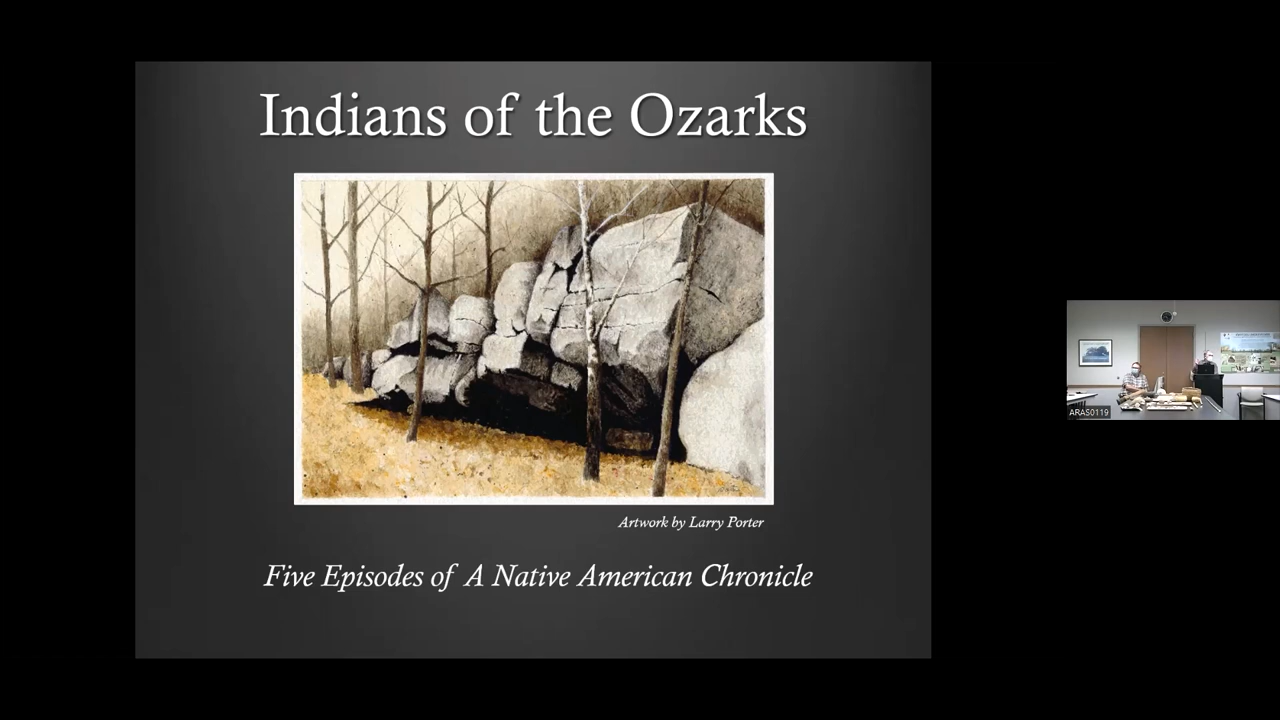 Indians of the Ozarks
Artwork by Larry Porter
Five Episodes of A Native American Chronicle
ARAS0119